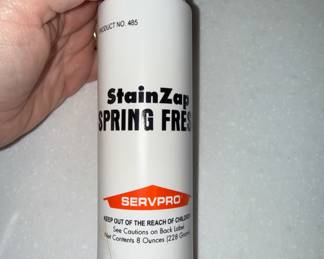 PRODUCT NO. 485
StainZap
SPRING FRES
SERVPRO
KEEP OUT OF THE REACH OF CHILDREN
See Cautions on Back Label
Net Contents 8 Ounces (228 Grams)